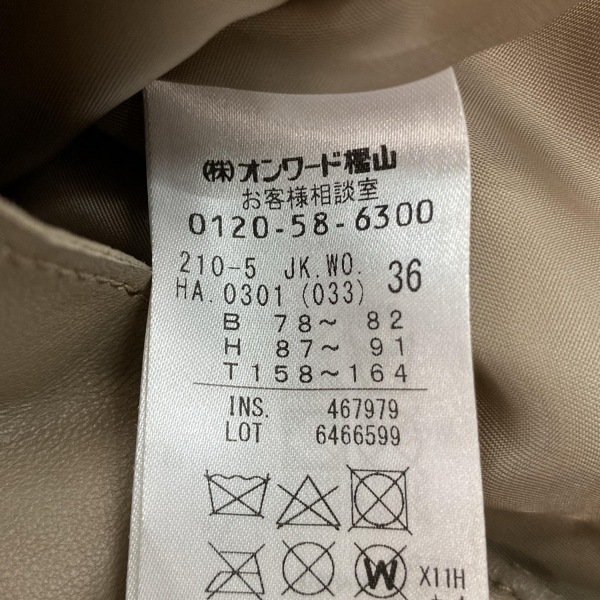 (株)オンワード樫山
お客様相談室
0120-58-6300
210-5 JK.WO. 36
HA.0301 (033)
B 78～ 82
H 87～ 91
T158～164
INS. 467979
LOT 6466599
W X11H